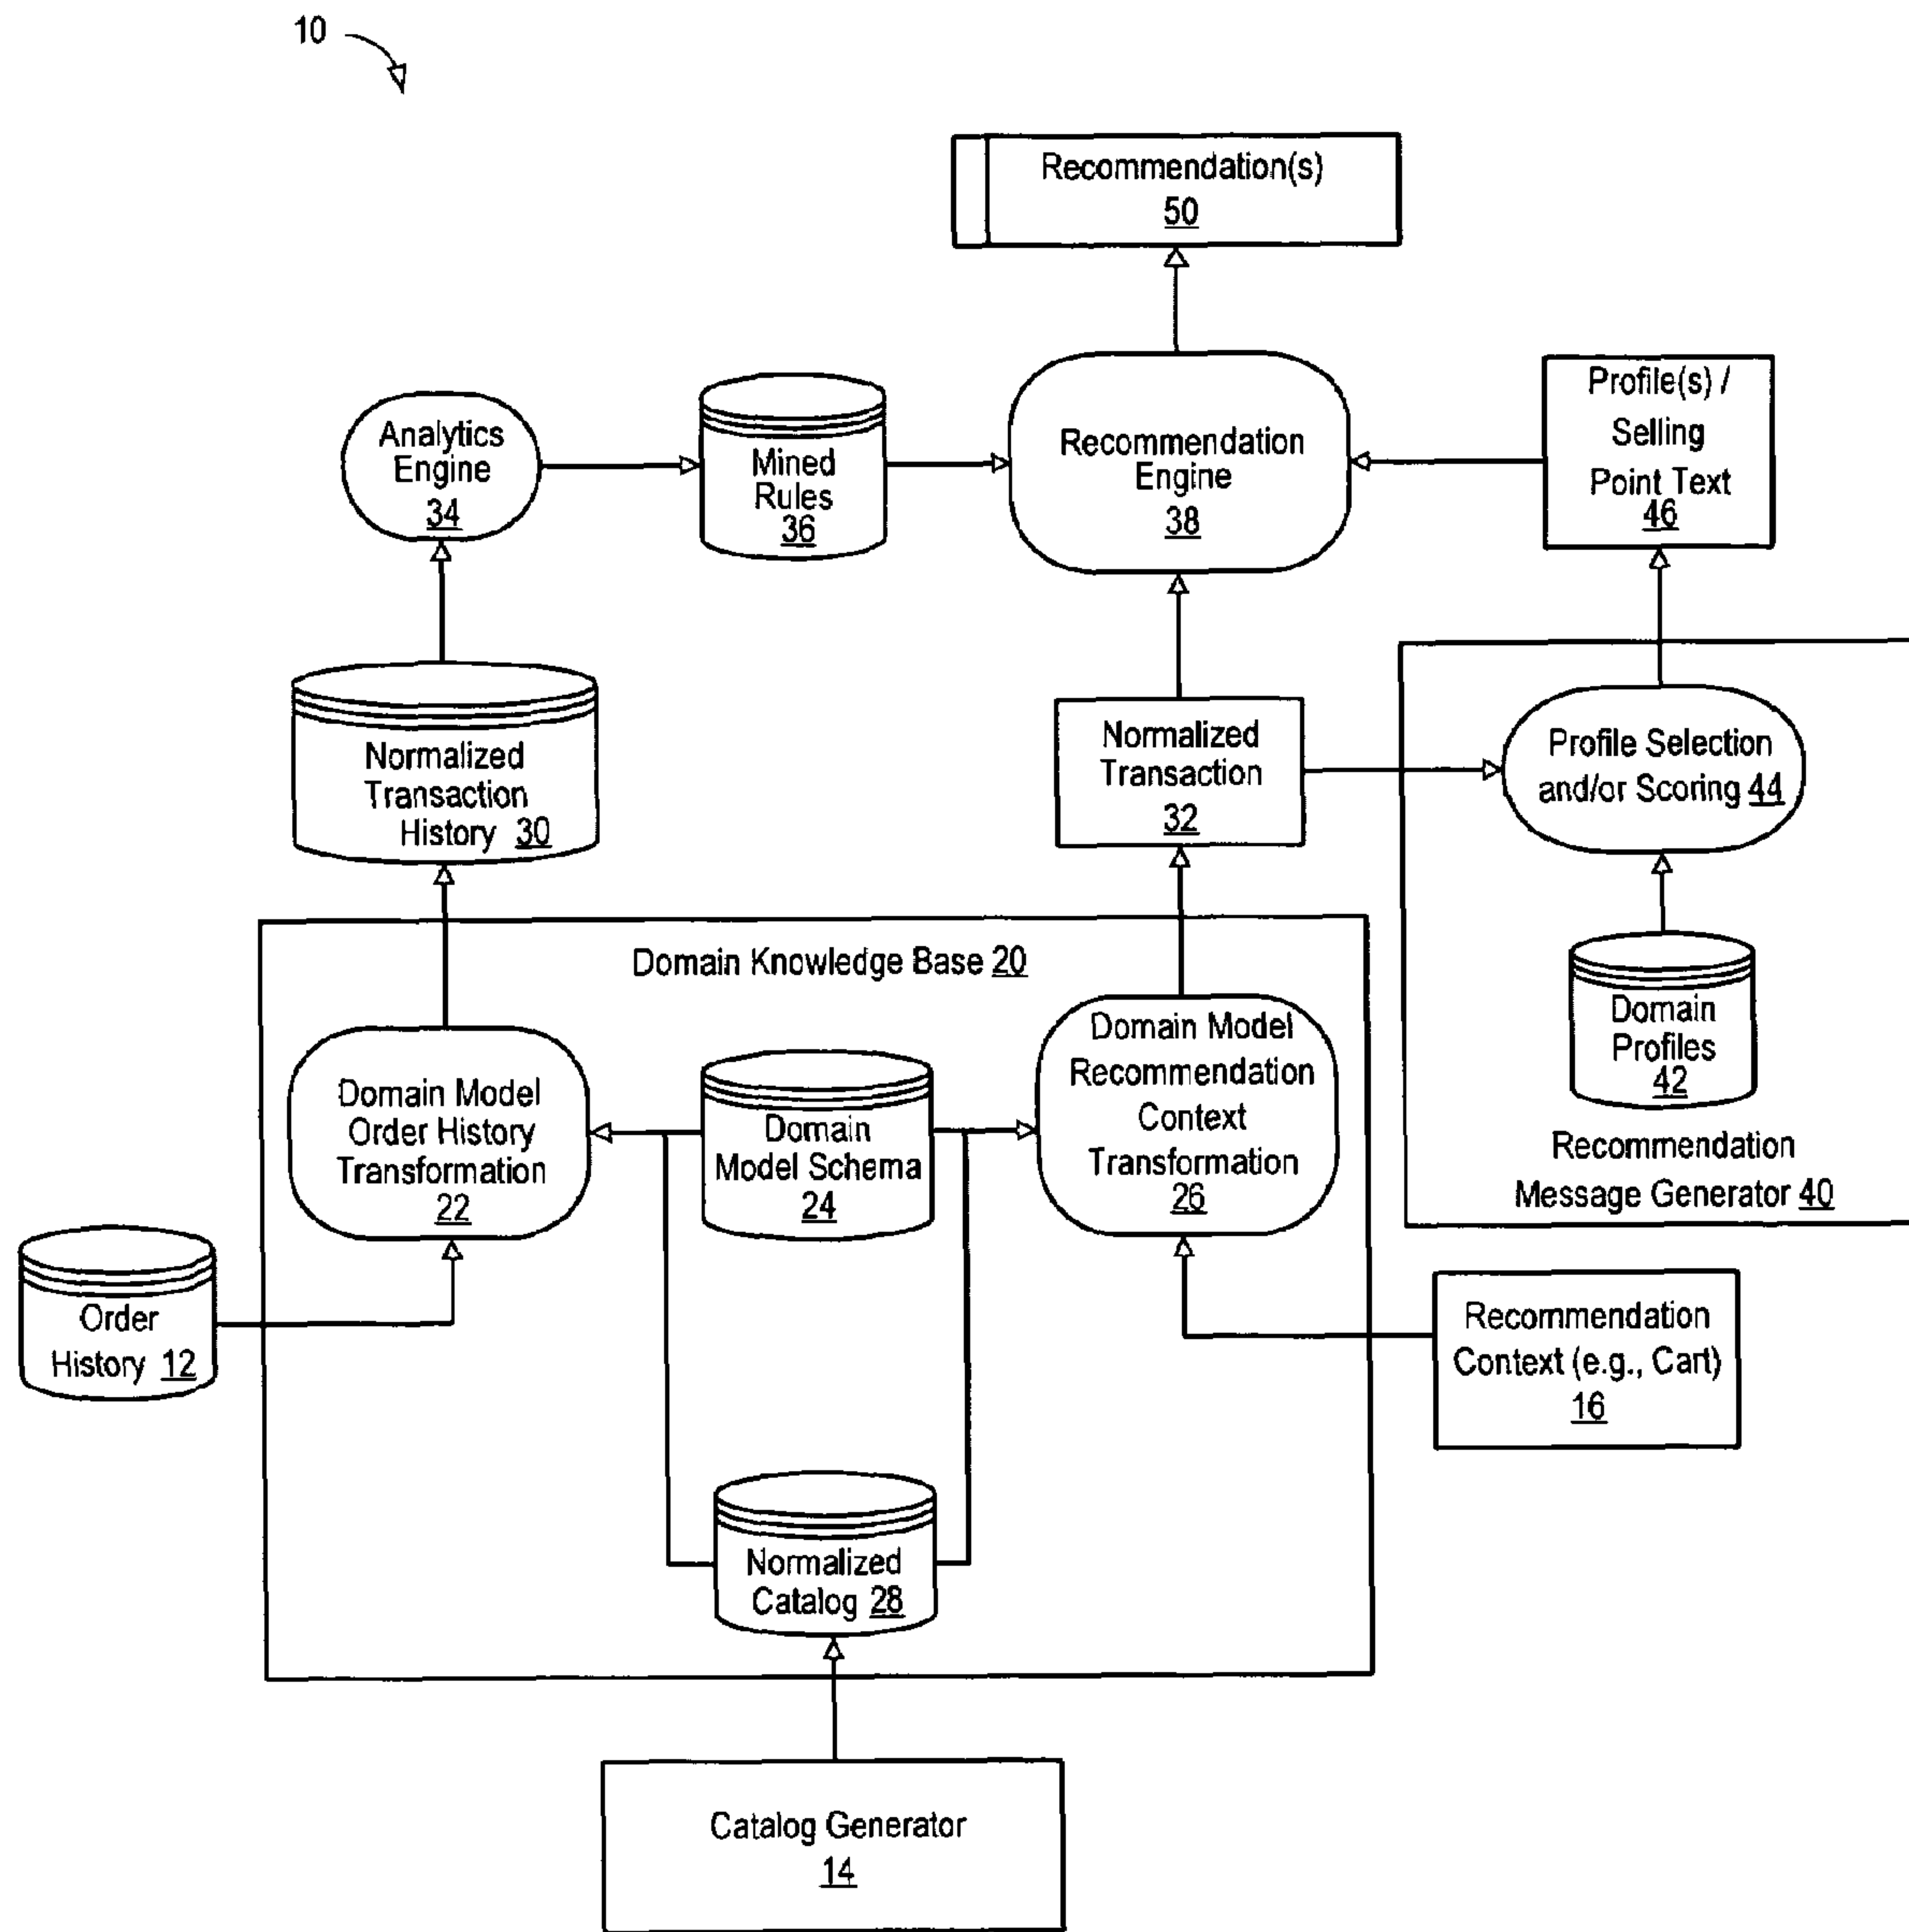 10
Recommendation(s)
50
Analytics
Engine
34
Mined
Rules
36
Recommendation
Engine
38
Profile(s) /
Selling
Point Text
46
Normalized
Transaction
History 30
Normalized
Transaction
32
Profile Selection
and/or Scoring 44
Domain Knowledge Base 20
Domain
Profiles
42
Recommendation
Message Generator 40
Domain Model
Order History
Transformation
22
Domain
Model Schema
24
Domain Model
Recommendation
Context
Transformation
26
Order
History 12
Recommendation
Context (e.g., Cart)
16
Normalized
Catalog 28
Catalog Generator
14